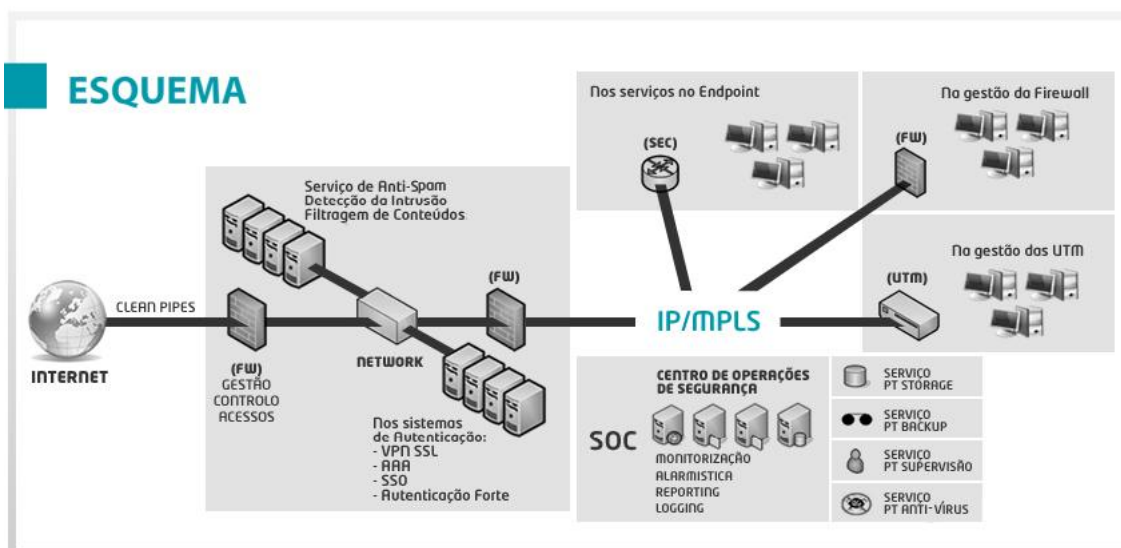 ESQUEMA
INTERNET
CLEAN PIPES
Serviço de Anti-Spam
Detecção da Intrusão
Filtragem de Conteúdos
(FW)
GESTÃO
CONTROLO
ACESSOS
NETWORK
(FW)
Nos sistemas
de Autenticação:
- VPN SSL
- AAA
- SSO
- Autenticação Forte
IP/MPLS
Nos serviços no Endpoint
(SEC)
Na gestão da Firewall
(FW)
Na gestão das UTM
(UTM)
SOC
CENTRO DE OPERAÇÕES
DE SEGURANÇA
MONITORIZAÇÃO
ALARMISTICA
REPORTING
LOGGING
SERVIÇO
PT STORAGE
SERVIÇO
PT BACKUP
SERVIÇO
PT SUPERVISÃO
SERVIÇO
PT ANTI-VÍRUS